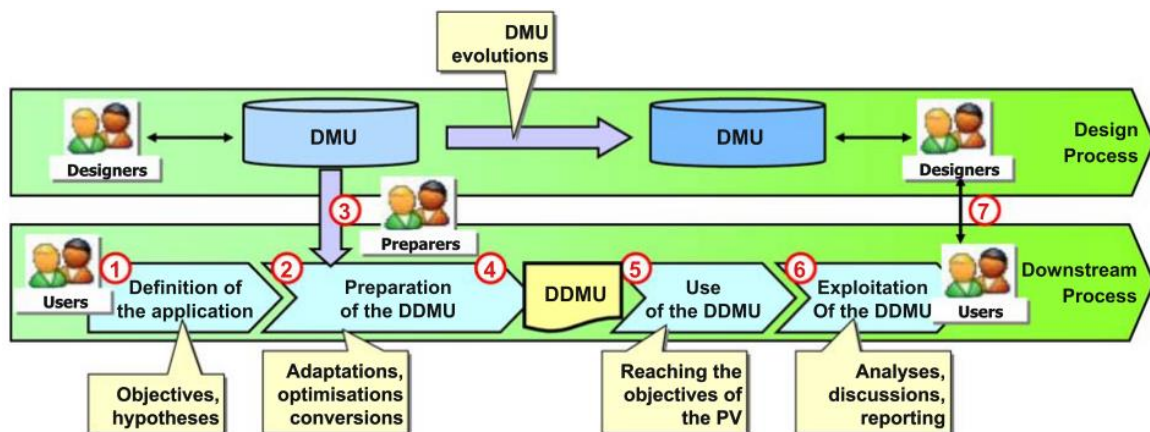 DMU
evolutions
Designers
DMU
DMU
Designers
Design
Process
3
Preparers
7
Users
1
Definition of
the application
2
Preparation
of the DDMU
4
DDMU
5
Use
of the DDMU
6
Exploitation
Of the DDMU
Users
Downstream
Process
Objectives,
hypotheses
Adaptations,
optimisations
conversions
Reaching the
objectives of
the PV
Analyses,
discussions,
reporting